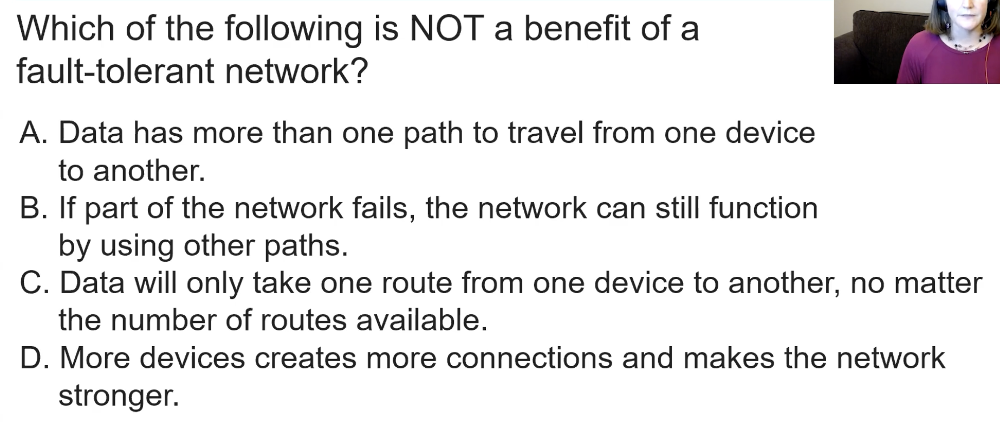 Which of the following is NOT a benefit of a
fault-tolerant network?
A. Data has more than one path to travel from one device
to another.
B. If part of the network fails, the network can still function
by using other paths.
C. Data will only take one route from one device to another, no matter
the number of routes available.
D. More devices creates more connections and makes the network
stronger.